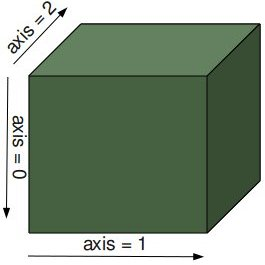 axis = 2
axis = 0
axis = 1